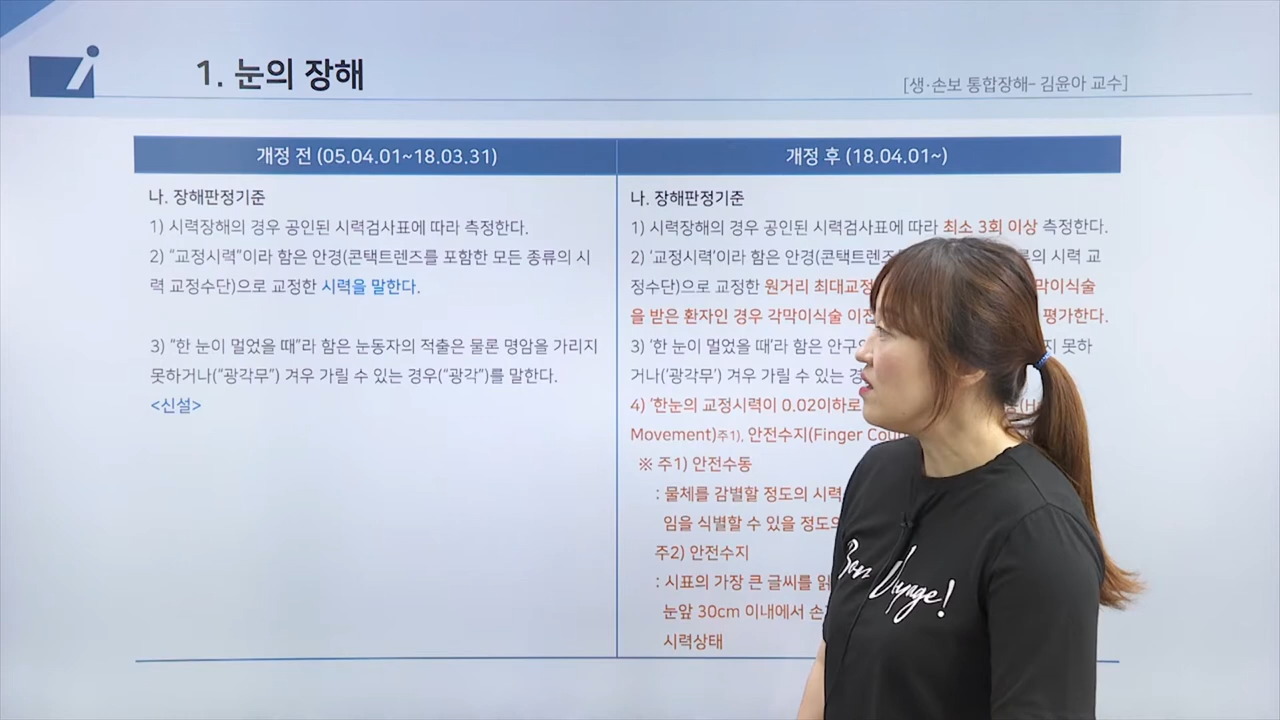 1. 눈의 장해
[생·손보 통합장해- 김윤아 교수]
개정 전 (05.04.01~18.03.31)
나. 장해판정기준
1) 시력장해의 경우 공인된 시력검사표에 따라 측정한다.
2) “교정시력”이라 함은 안경(콘택트렌즈를 포함한 모든 종류의 시
력 교정수단)으로 교정한 시력을 말한다.
3) “한 눈이 멀었을 때”라 함은 눈동자의 적출은 물론 명암을 가리지
못하거나(“광각무”) 겨우 가릴 수 있는 경우(“광각”)를 말한다.
<신설>
개정 후 (18.04.01~)
나. 장해판정기준
1) 시력장해의 경우 공인된 시력검사표에 따라 최소 3회 이상 측정한다.
2) ‘교정시력’이라 함은 안경(콘택트렌즈 시력 교
정수단)으로 교정한 원거리 최대교정
을 받은 환자인 경우 각막이식술 평가한다.
3) ‘한 눈이 멀었을 때’라 함은 못하
거나(‘광각무’) 겨우 가릴 수 있는
4) ‘한눈의 교정시력이 0.02이하로
Movement)주1), 안전수지(Finger
※ 주1) 안전수동
: 물체를 감별할 정도의 시력
임을 식별할 수 있을 정도의
주2) 안전수지
: 시표의 가장 큰 글씨를
눈앞 30cm 이내에서
시력상태
Bon Voyage!